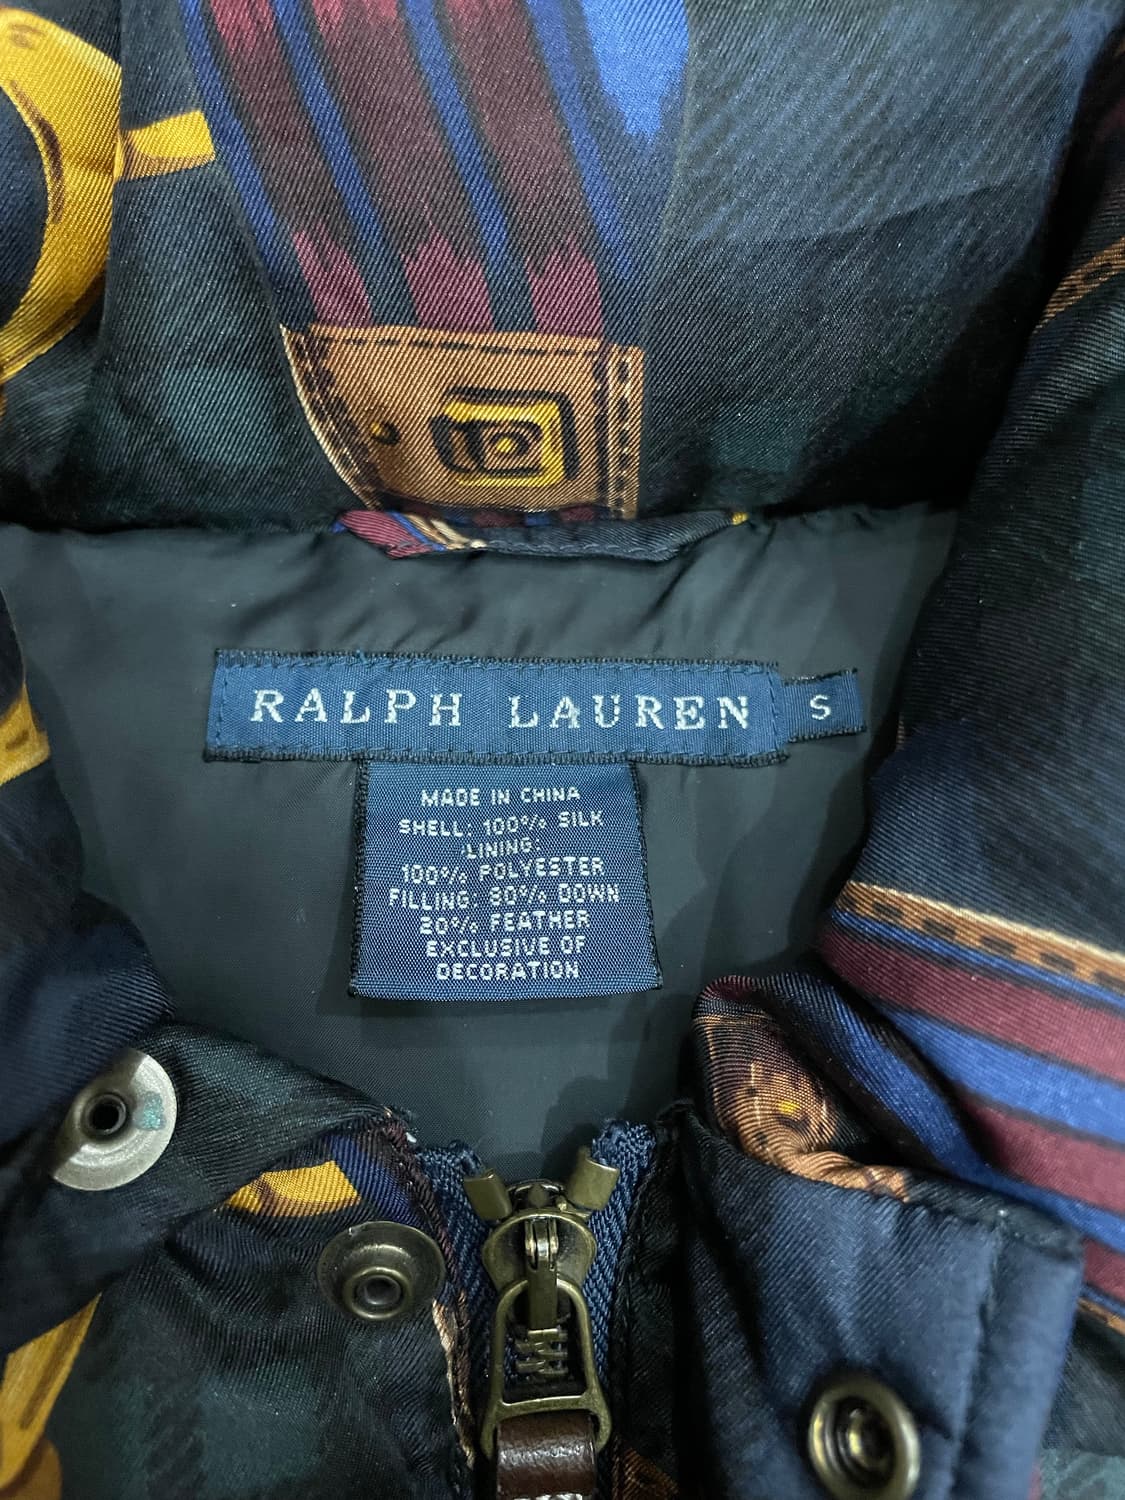 RALPH LAUREN S
MADE IN CHINA
SHELL: 100% SILK
LINING:
100% POLYESTER
FILLING: 80% DOWN
20% FEATHER
EXCLUSIVE OF
DECORATION